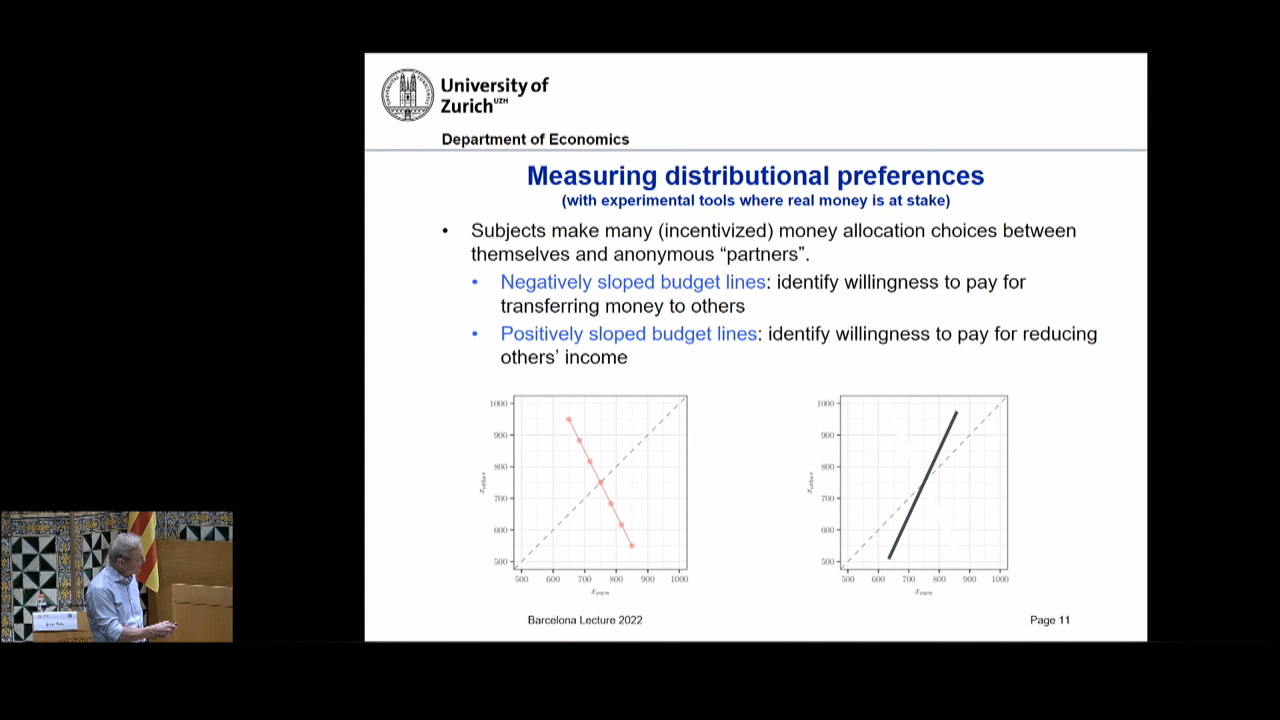 University of
Zurich UZH
Department of Economics
Measuring distributional preferences
(with experimental tools where real money is at stake)
• Subjects make many (incentivized) money allocation choices between
themselves and anonymous “partners”.
• Negatively sloped budget lines: identify willingness to pay for
transferring money to others
• Positively sloped budget lines: identify willingness to pay for reducing
others’ income
1000
900
800
700
600
500
x_other
500 600 700 800 900 1000
x_own
1000
900
800
700
600
500
x_other
500 600 700 800 900 1000
x_own
Barcelona Lecture 2022
Page 11